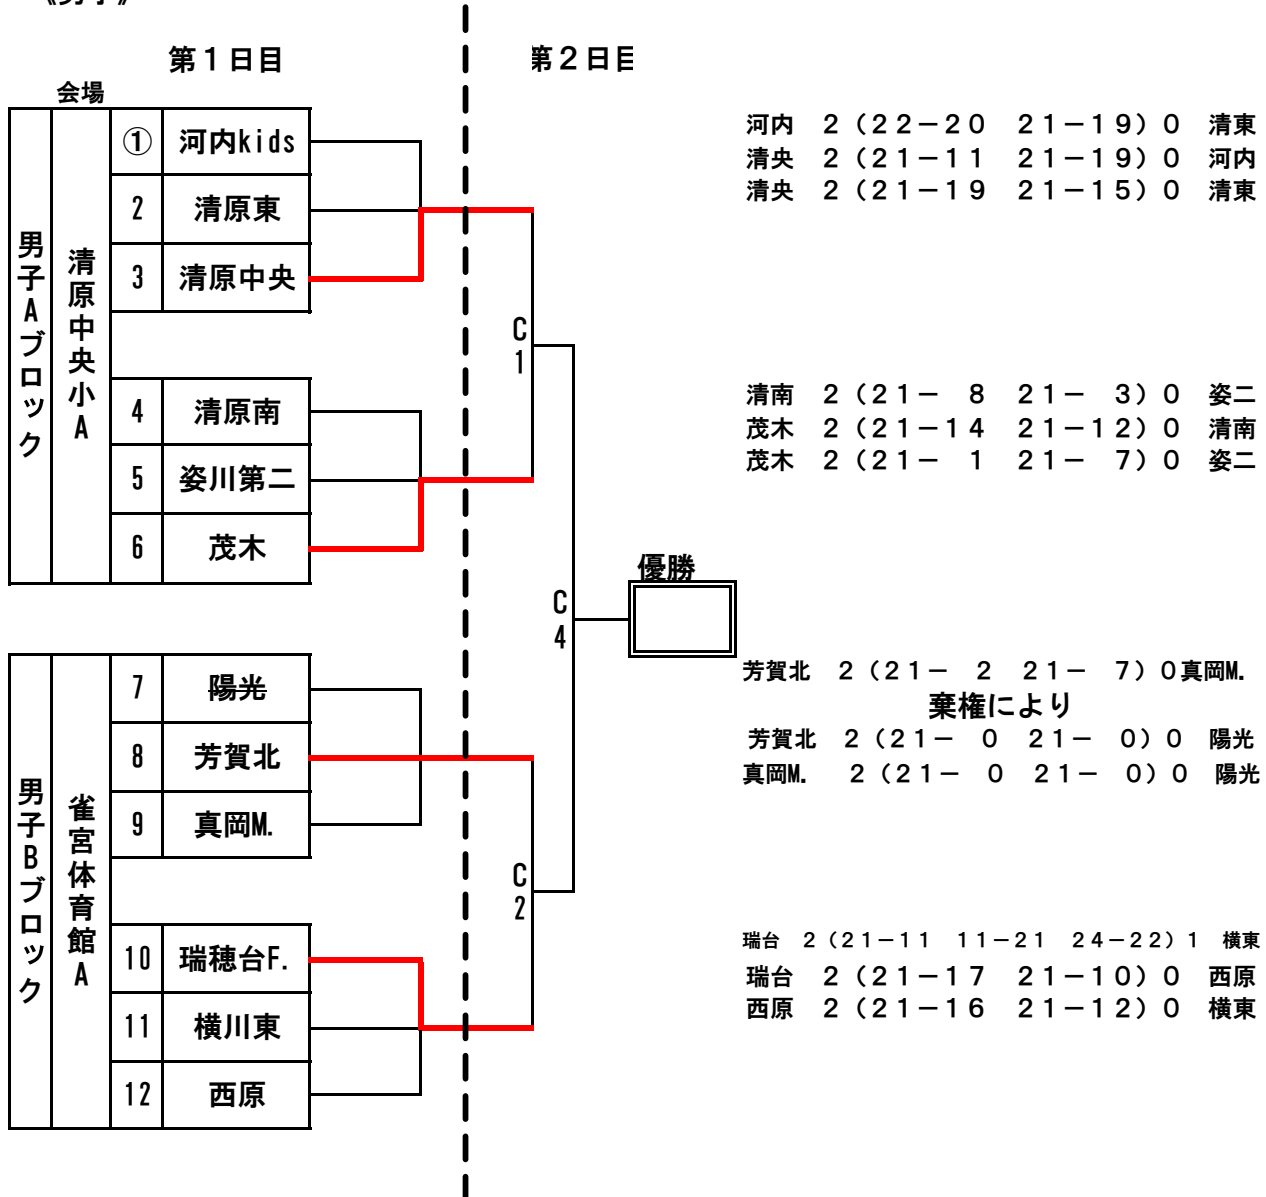 第１日目
第２日目
会場
男子Aブロック
清原中央小A
① 河内kids
2 清原東
3 清原中央
4 清原南
5 姿川第二
6 茂木
男子Bブロック
雀宮体育館A
7 陽光
8 芳賀北
9 真岡M.
10 瑞穂台F.
11 横川東
12 西原
C1
C2
C4
優勝
河内 ２（２２－２０ ２１－１９）０ 清東
清央 ２（２１－１１ ２１－１９）０ 河内
清央 ２（２１－１９ ２１－１５）０ 清東
清南 ２（２１－ ８ ２１－ ３）０ 姿二
茂木 ２（２１－１４ ２１－１２）０ 清南
茂木 ２（２１－ １ ２１－ ７）０ 姿二
芳賀北 ２（２１－ ２ ２１－ ７）０真岡M.
棄権により
芳賀北 ２（２１－ ０ ２１－ ０）０ 陽光
真岡M. ２（２１－ ０ ２１－ ０）０ 陽光
瑞台 ２（２１－１１ １１－２１ ２４－２２）１ 横東
瑞台 ２（２１－１７ ２１－１０）０ 西原
西原 ２（２１－１６ ２１－１２）０ 横東